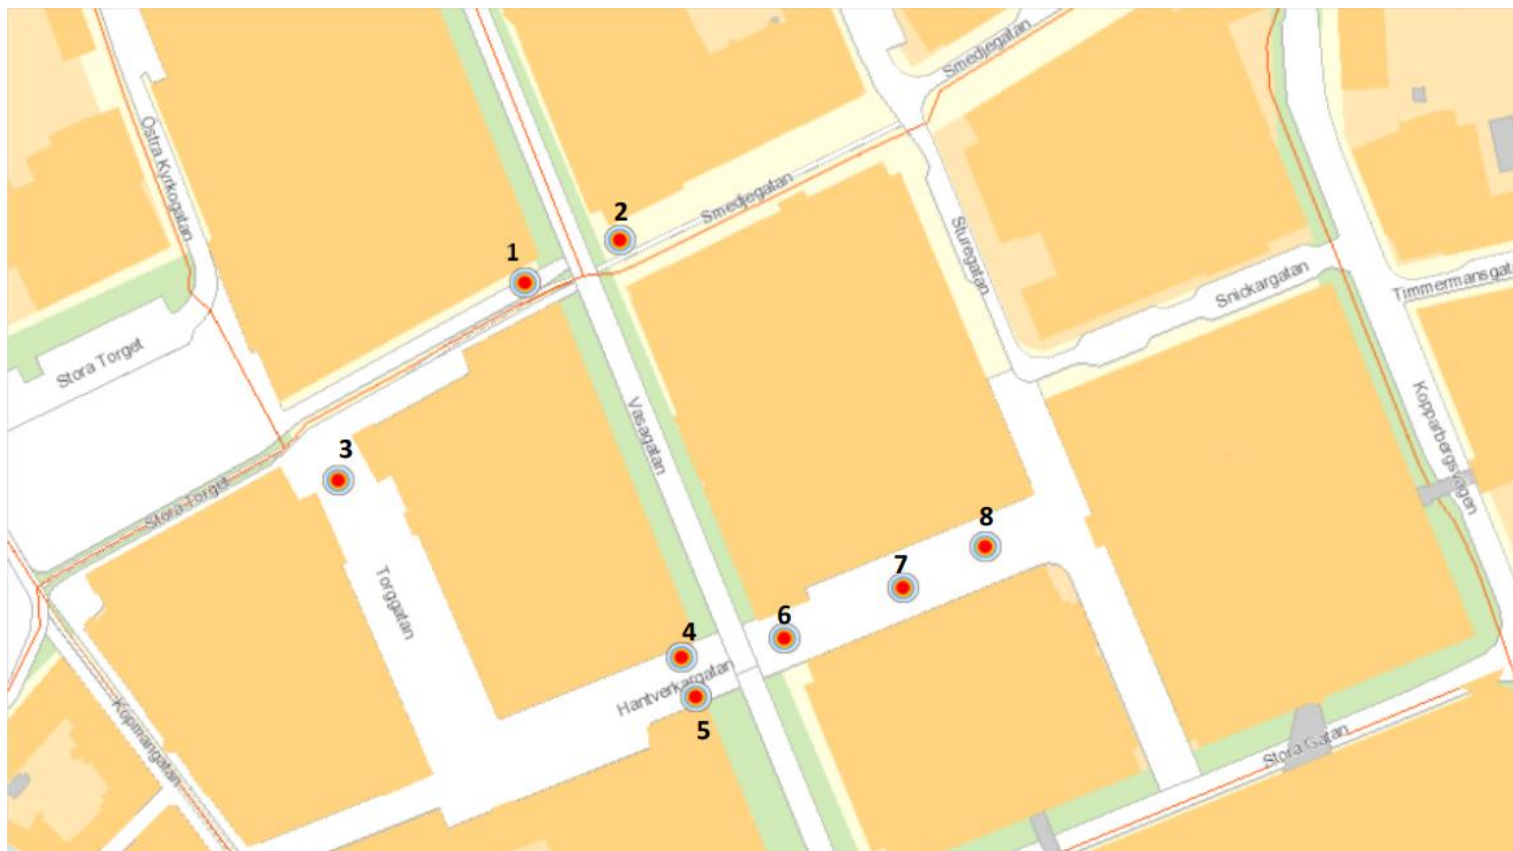 Smedjegatan
Östra Kyrkogatan
Smedjegatan
2
1
Sturegatan
Snickargatan
Timmermansgat
Stora Torget
Vasagatan
Kopparbergsvägen
3
Stora Torget
8
7
Torggatan
6
4
Hantverkargatan
5
Köpmangatan
Stora Gatan